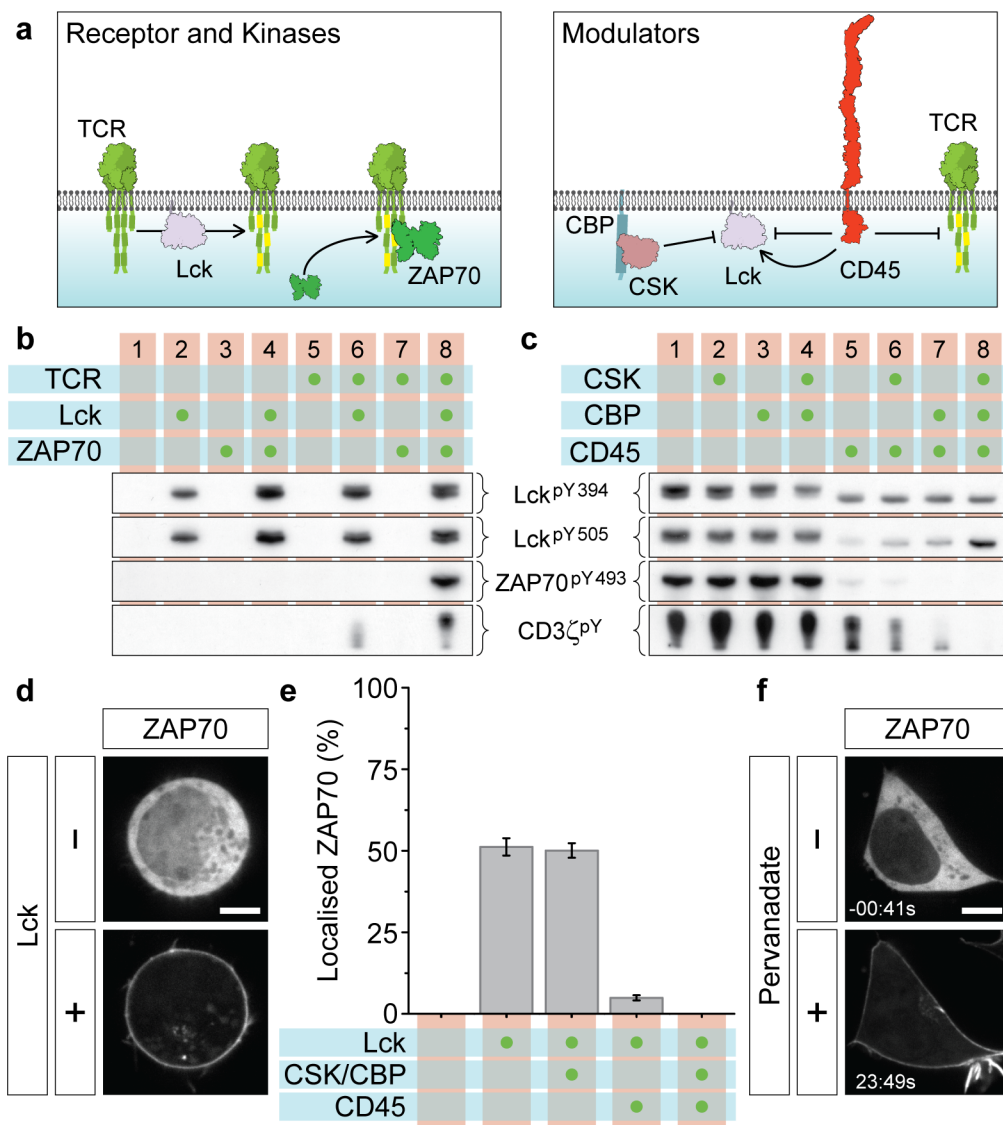 a
Receptor and Kinases
TCR
Lck
ZAP70
Modulators
TCR
CBP
CSK
Lck
CD45
b
1 2 3 4 5 6 7 8
TCR
Lck
ZAP70
c
1 2 3 4 5 6 7 8
CSK
CBP
CD45
Lck pY394
Lck pY505
ZAP70 pY493
CD3ζ pY
d
ZAP70
Lck
–
+
e
Localised ZAP70 (%)
100
75
50
25
0
Lck
CSK/CBP
CD45
f
ZAP70
Pervanadate
–
-00:41s
+
23:49s